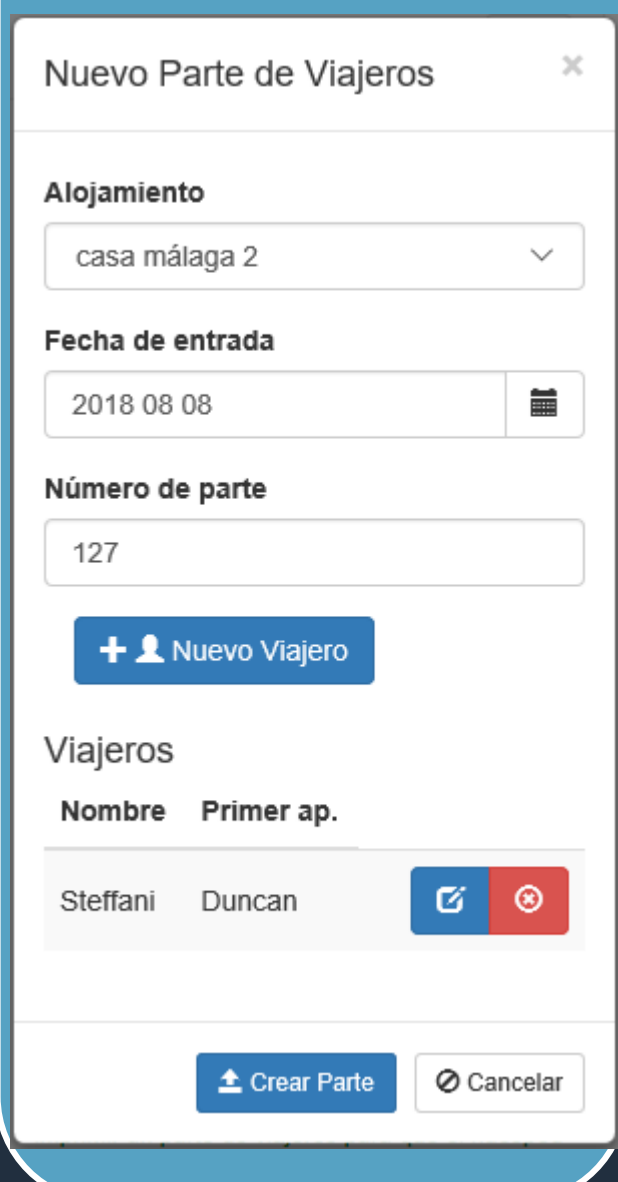 Nuevo Parte de Viajeros ×
Alojamiento
casa málaga 2
Fecha de entrada
2018 08 08
Número de parte
127
Nuevo Viajero
Viajeros
Nombre Primer ap.
Steffani Duncan
Crear Parte Cancelar